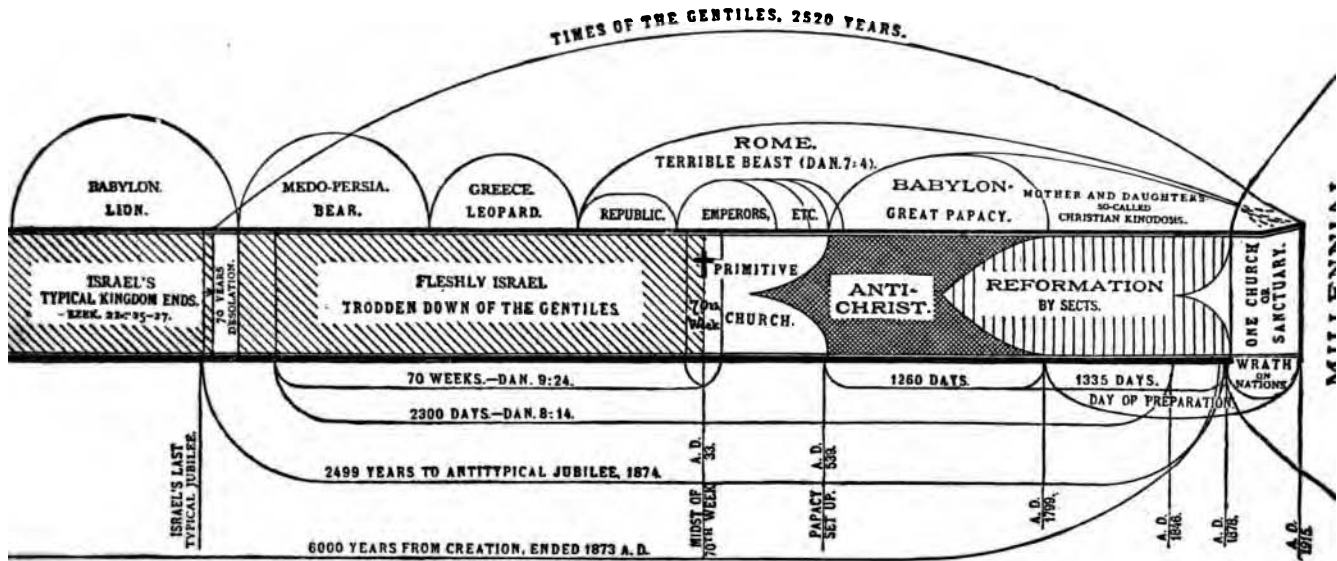 TIMES OF THE GENTILES, 2520 YEARS.
BABYLON.
LION.
MEDO-PERSIA.
BEAR.
GREECE.
LEOPARD.
ROME.
TERRIBLE BEAST (DAN.7:4).
REPUBLIC.
EMPERORS,
ETC.
BABYLON-
GREAT PAPACY.
MOTHER AND DAUGHTERS
SO-CALLED
CHRISTIAN KINGDOMS.
ISRAEL'S
TYPICAL KINGDOM ENDS.
EZEK. 21:25-27.
70 YEARS
DESOLATION.
FLESHLY ISRAEL
TRODDEN DOWN OF THE GENTILES
70th
Week
PRIMITIVE
CHURCH.
ANTI-
CHRIST.
REFORMATION
BY SECTS.
ONE CHURCH
OR
SANCTUARY.
WRATH
ON
NATIONS
70 WEEKS.—DAN. 9:24.
1260 DAYS.
1335 DAYS.
DAY OF PREPARATION
2300 DAYS.—DAN. 8:14.
2499 YEARS TO ANTITYPICAL JUBILEE, 1874.
6000 YEARS FROM CREATION, ENDED 1873 A. D.
ISRAEL'S LAST
TYPICAL JUBILEE.
A. D.
33.
MIDST OF
70TH WEEK.
A. D.
539.
PAPACY
SET UP.
A. D.
1799.
A. D.
1846.
A. D.
1878.
A. D.
1915.